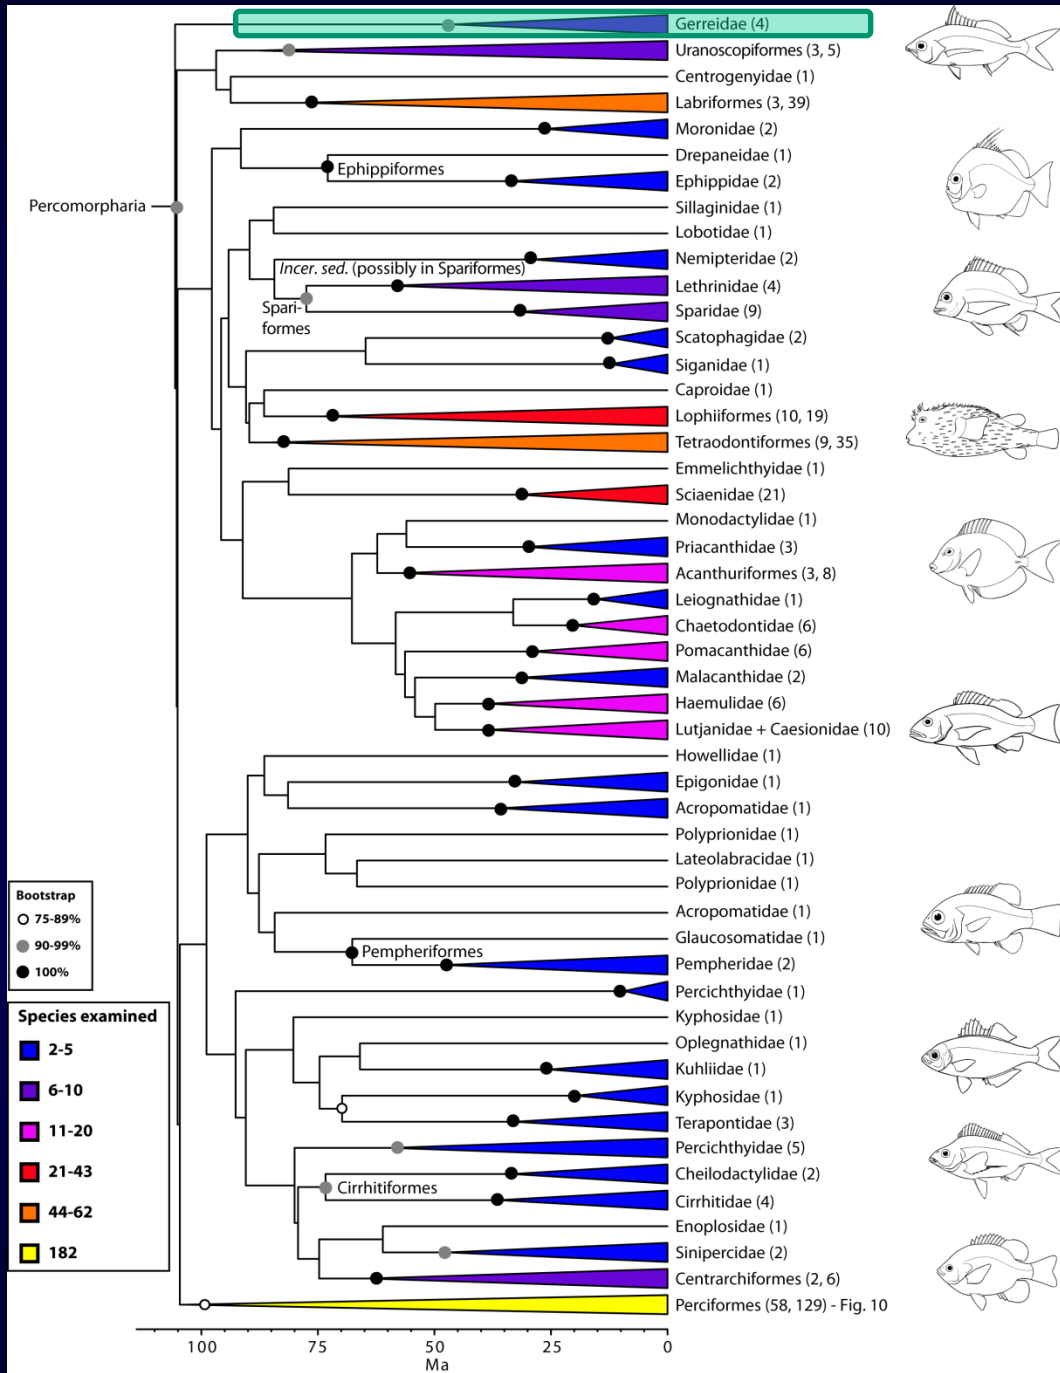 Gerreidae (4)
Uranoscopiformes (3, 5)
Centrogenyidae (1)
Labriformes (3, 39)
Moronidae (2)
Drepaneidae (1)
Ephippiformes
Ephippidae (2)
Percomorpharia
Sillaginidae (1)
Lobotidae (1)
Nemipteridae (2)
Incer. sed. (possibly in Spariformes)
Lethrinidae (4)
Spari-
formes
Sparidae (9)
Scatophagidae (2)
Siganidae (1)
Caproidae (1)
Lophiiformes (10, 19)
Tetraodontiformes (9, 35)
Emmelichthyidae (1)
Sciaenidae (21)
Monodactylidae (1)
Priacanthidae (3)
Acanthuriformes (3, 8)
Leiognathidae (1)
Chaetodontidae (6)
Pomacanthidae (6)
Malacanthidae (2)
Haemulidae (6)
Lutjanidae + Caesionidae (10)
Howellidae (1)
Epigonidae (1)
Acropomatidae (1)
Polyprionidae (1)
Lateolabracidae (1)
Polyprionidae (1)
Acropomatidae (1)
Glaucosomatidae (1)
Pempheriformes
Pempheridae (2)
Percichthyidae (1)
Kyphosidae (1)
Oplegnathidae (1)
Kuhliidae (1)
Kyphosidae (1)
Terapontidae (3)
Percichthyidae (5)
Cheilodactylidae (2)
Cirrhitiformes
Cirrhitidae (4)
Enoplosidae (1)
Sinipercidae (2)
Centrarchiformes (2, 6)
Perciformes (58, 129) - Fig. 10
Bootstrap
75-89%
90-99%
100%
Species examined
2-5
6-10
11-20
21-43
44-62
182
100 75 50 25 0
Ma